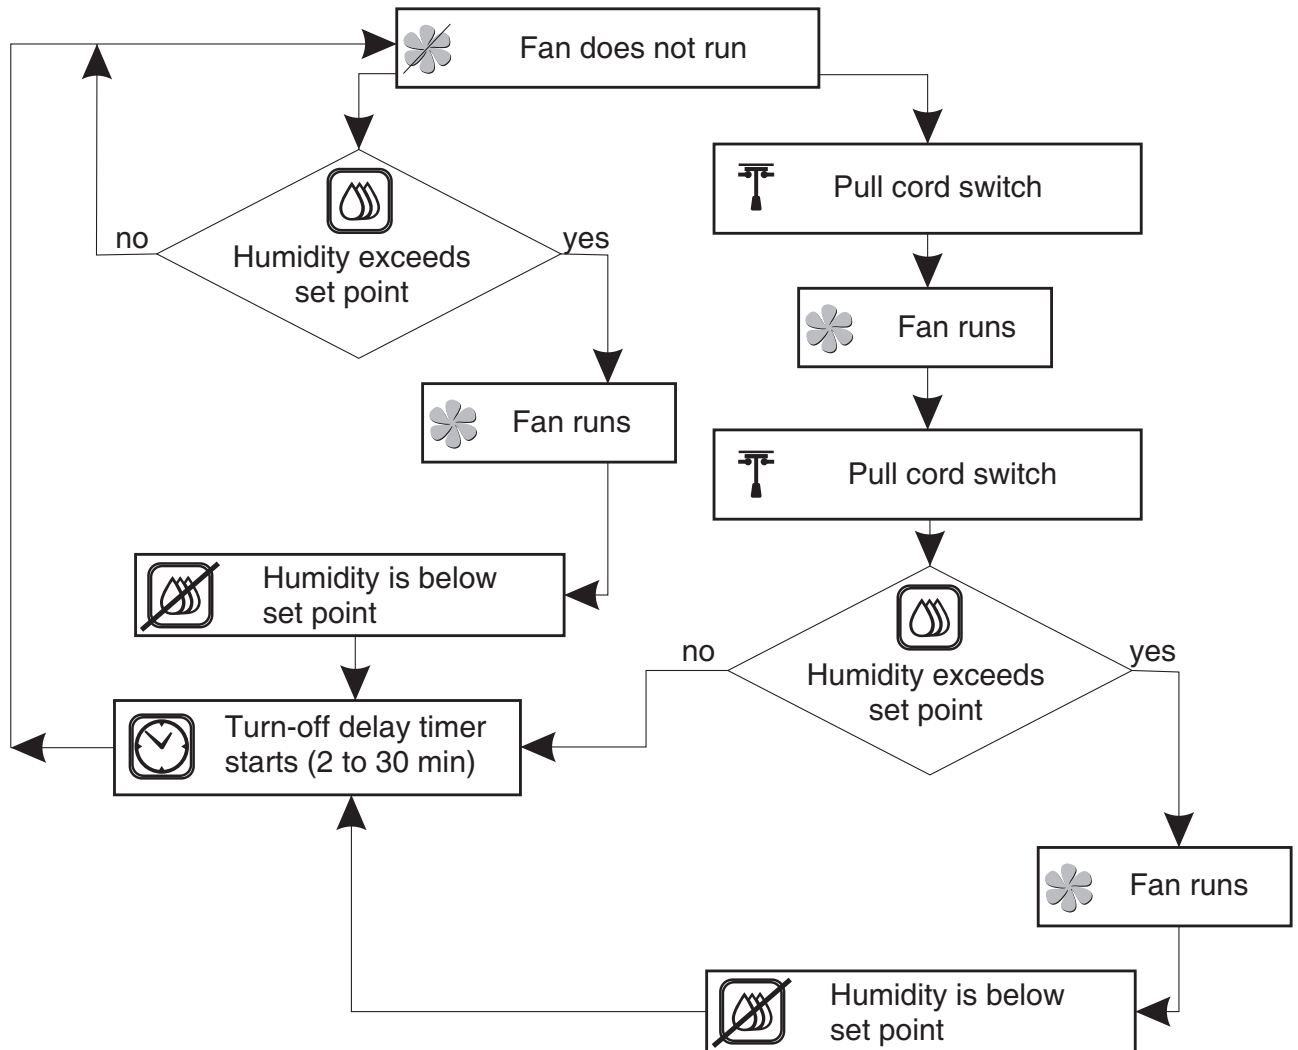 Fan does not run
Pull cord switch
no
yes
Humidity exceeds
set point
Fan runs
Fan runs
Pull cord switch
Humidity is below
set point
no
yes
Humidity exceeds
set point
Turn-off delay timer
starts (2 to 30 min)
Fan runs
Humidity is below
set point